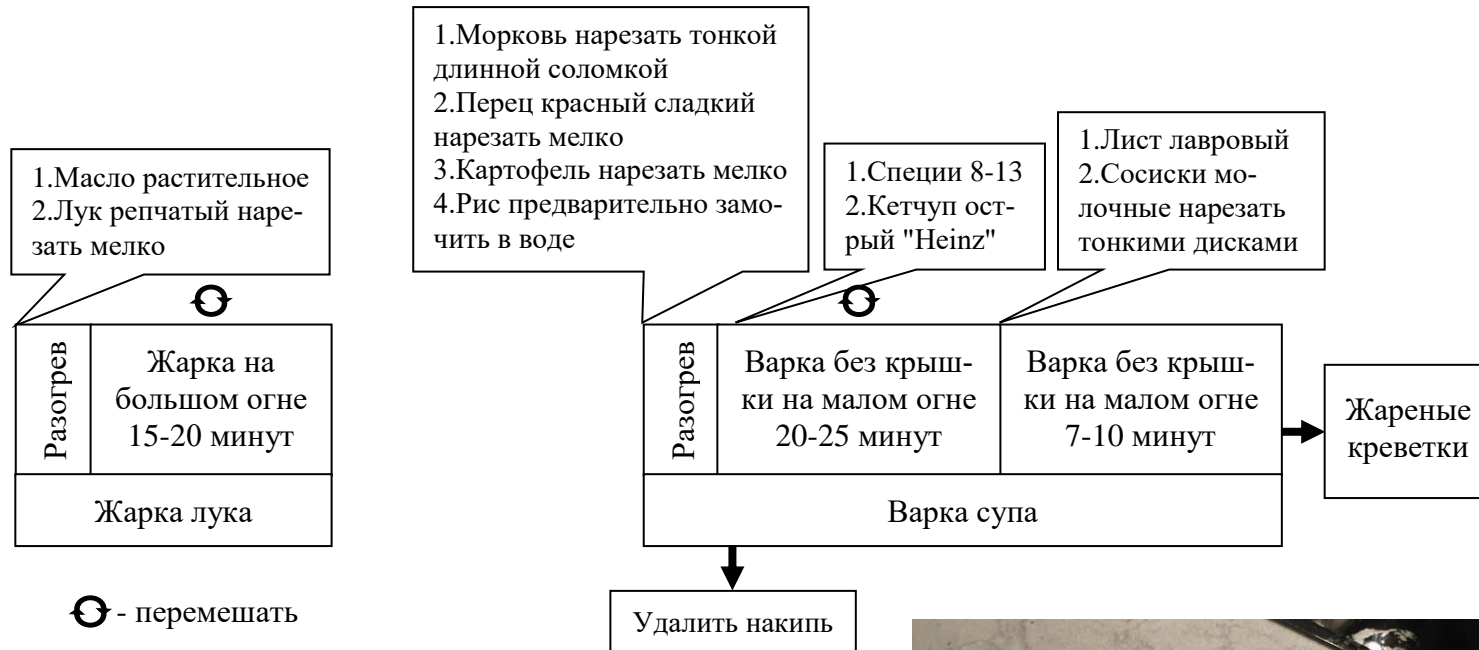 1.Масло растительное
2.Лук репчатый наре-
зать мелко
Разогрев
Жарка на
большом огне
15-20 минут
Жарка лука
- перемешать
1.Морковь нарезать тонкой
длинной соломкой
2.Перец красный сладкий
нарезать мелко
3.Картофель нарезать мелко
4.Рис предварительно замо-
чить в воде
1.Специи 8-13
2.Кетчуп ост-
рый "Heinz"
1.Лист лавровый
2.Сосиски мо-
лочные нарезать
тонкими дисками
Разогрев
Варка без крыш-
ки на малом огне
20-25 минут
Варка без крыш-
ки на малом огне
7-10 минут
Варка супа
Жареные
креветки
Удалить накипь